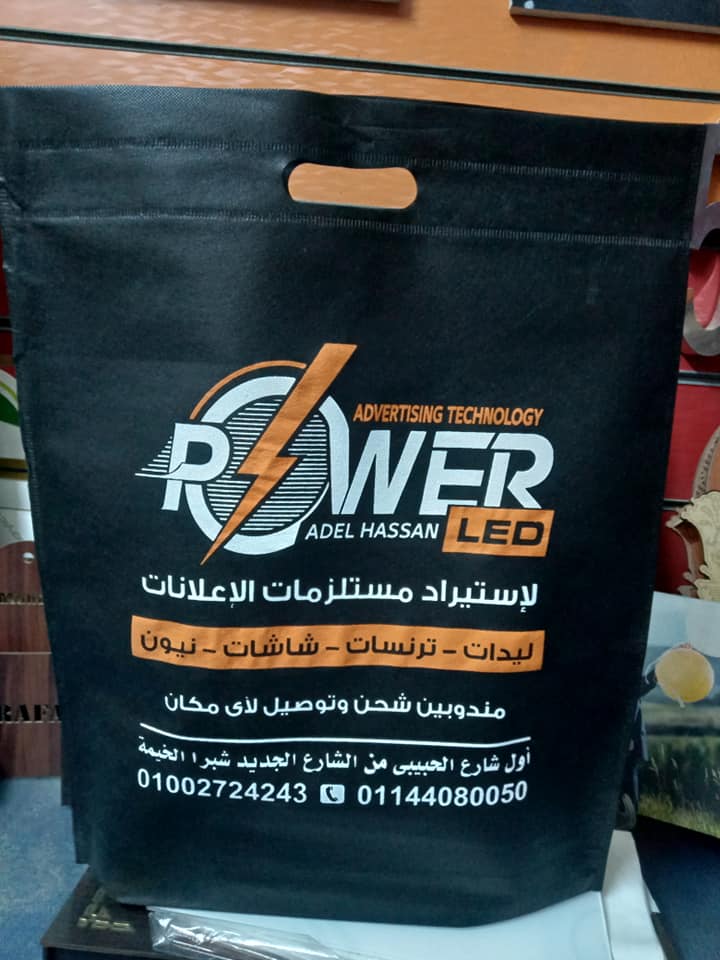 ADVERTISING TECHNOLOGY
POWER
ADEL HASSAN LED
لإستيراد مستلزمات الإعلانات
ليدات - ترنسات - شاشات - نيون
مندوبين شحن وتوصيل لأى مكان
أول شارع الحبيبى من الشارع الجديد شبرا الخيمة
01002724243 01144080050